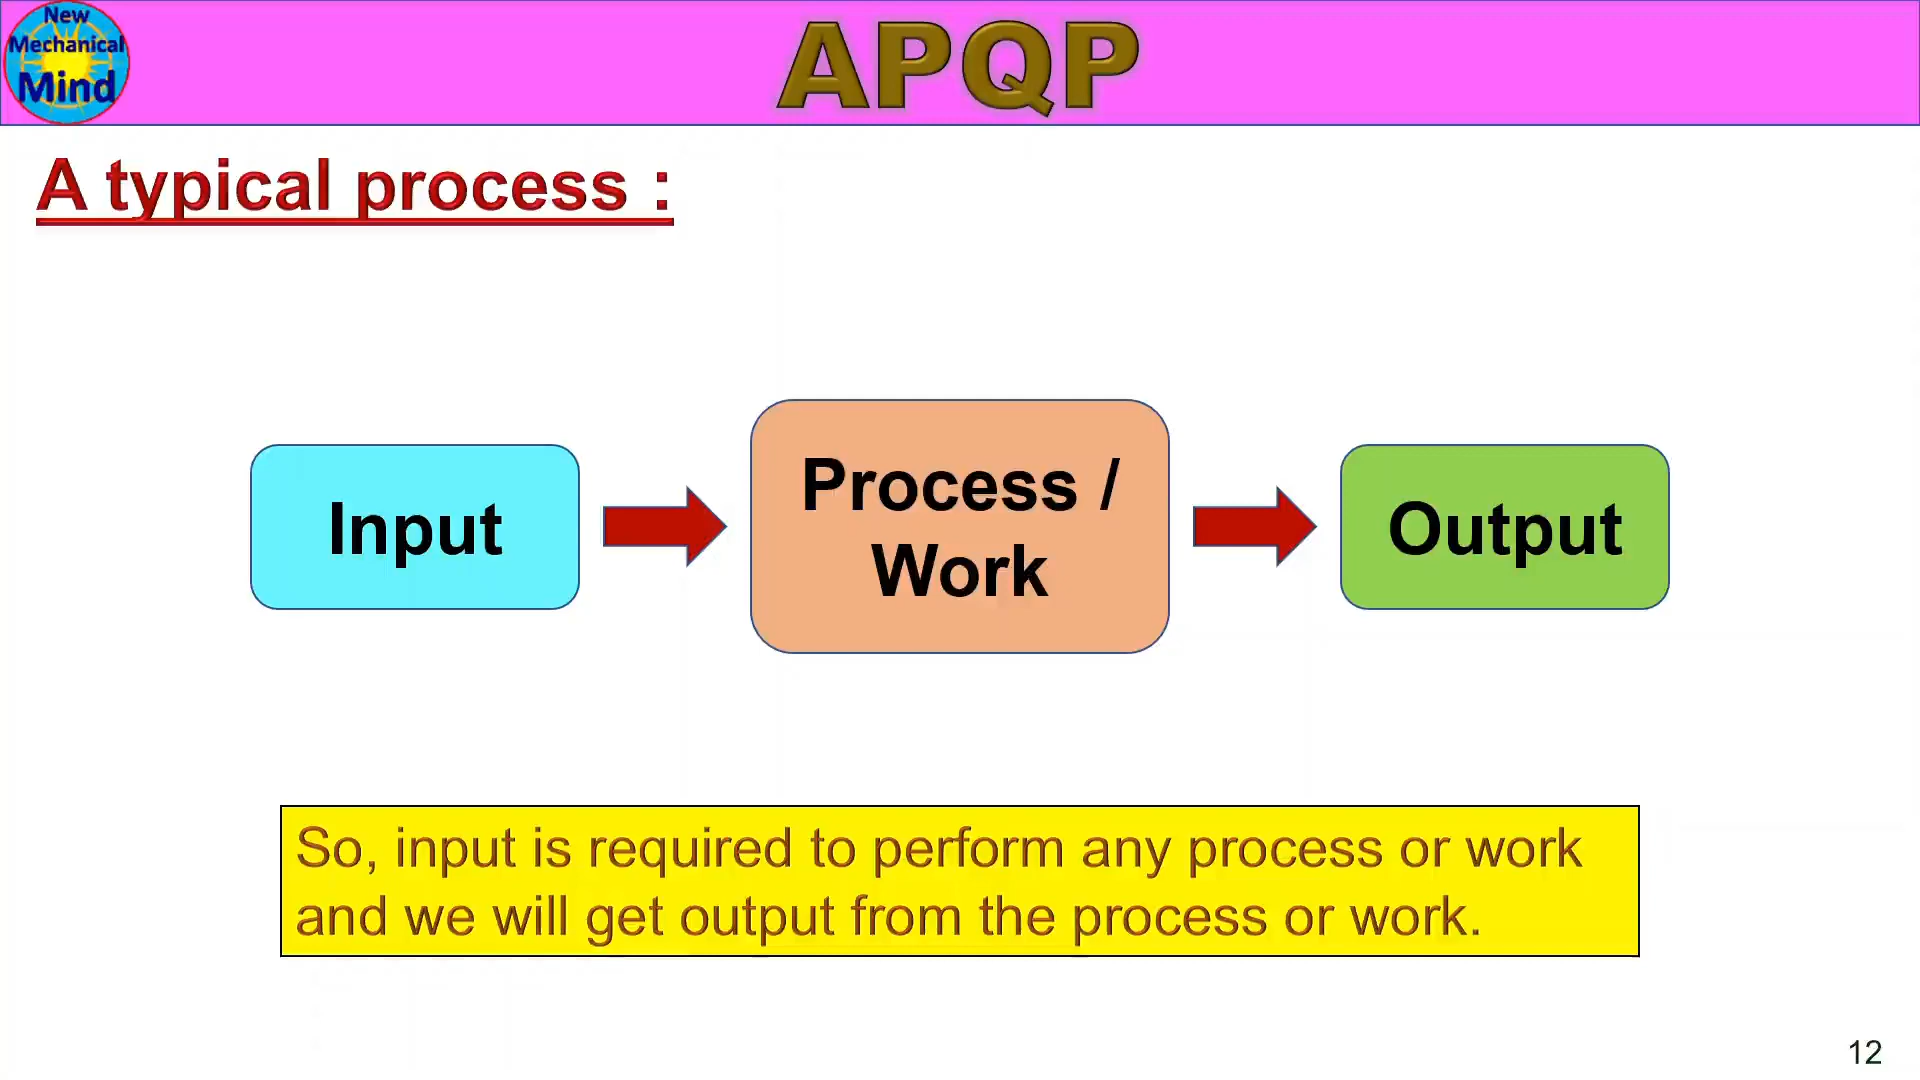 New
Mechanical
Mind
APQP
A typical process :
Input
Process /
Work
Output
So, input is required to perform any process or work
and we will get output from the process or work.
12